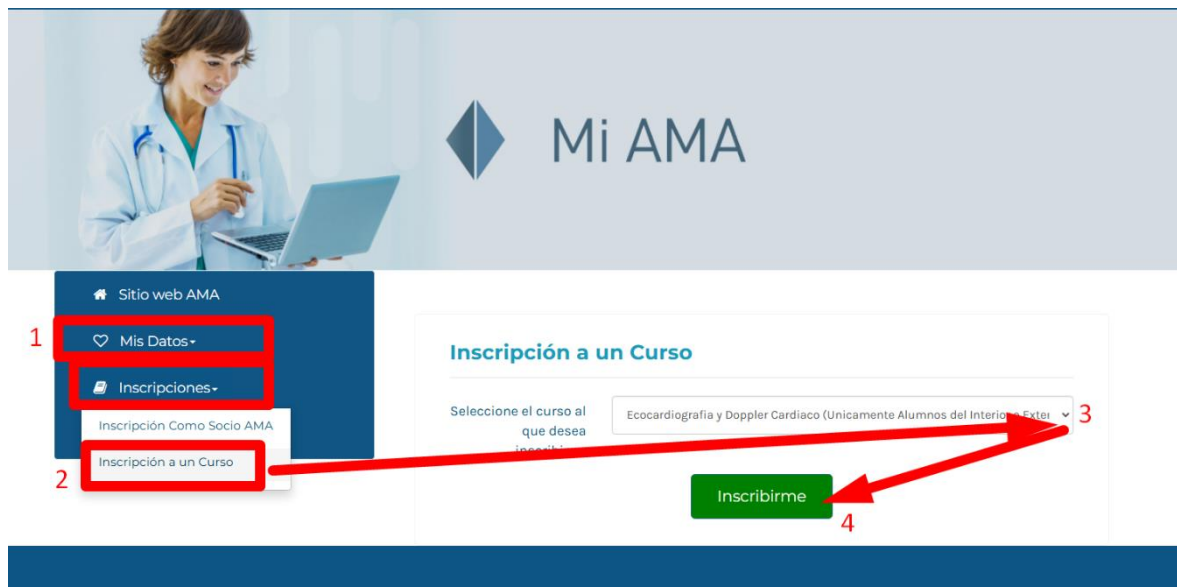 Mi AMA
Sitio web AMA
1
Mis Datos
Inscripciones
Inscripción Como Socio AMA
2
Inscripción a un Curso
Inscripción a un Curso
Seleccione el curso al
que desea
Ecocardiografia y Doppler Cardiaco (Unicamente Alumnos del Interior
3
Inscribirme
4